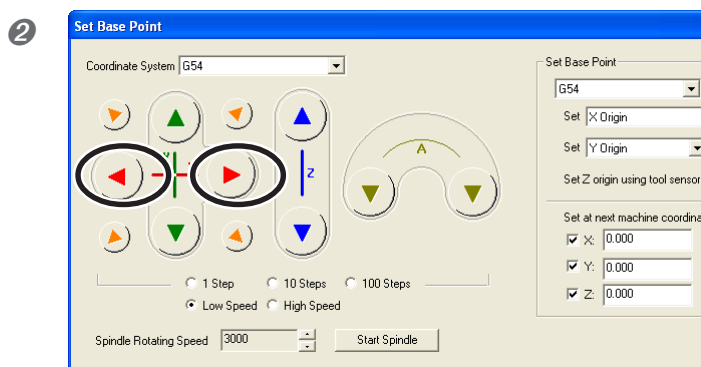 2
Set Base Point
Coordinate System G54
Y
Z
A
1 Step 10 Steps 100 Steps
Low Speed High Speed
Spindle Rotating Speed 3000 Start Spindle
Set Base Point
G54
Set X Origin
Set Y Origin
Set Z origin using tool sensor
Set at next machine coordina
X: 0.000
Y: 0.000
Z: 0.000